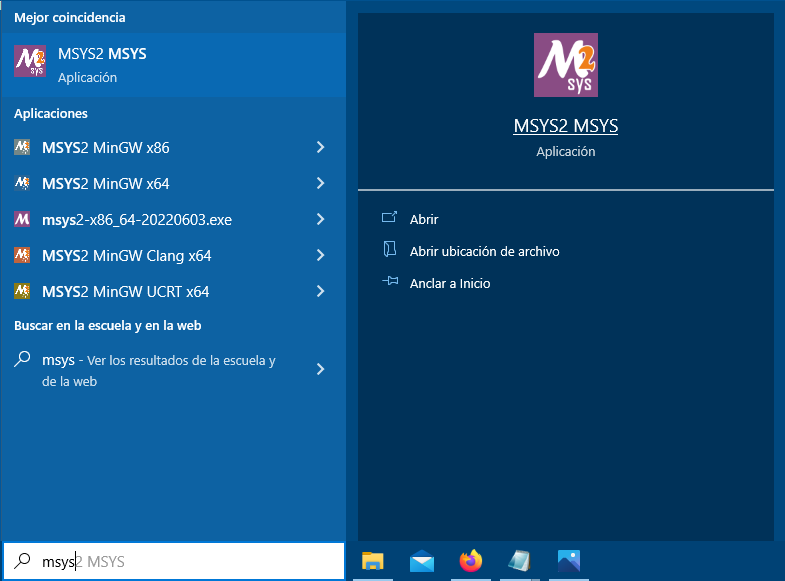 Mejor coincidencia
MSYS2 MSYS
Aplicación
Aplicaciones
MSYS2 MinGW x86
MSYS2 MinGW x64
msys2-x86_64-20220603.exe
MSYS2 MinGW Clang x64
MSYS2 MinGW UCRT x64
Buscar en la escuela y en la web
msys - Ver los resultados de la escuela y
de la web
msys2 MSYS
M2
sys
MSYS2 MSYS
Aplicación
Abrir
Abrir ubicación de archivo
Anclar a Inicio